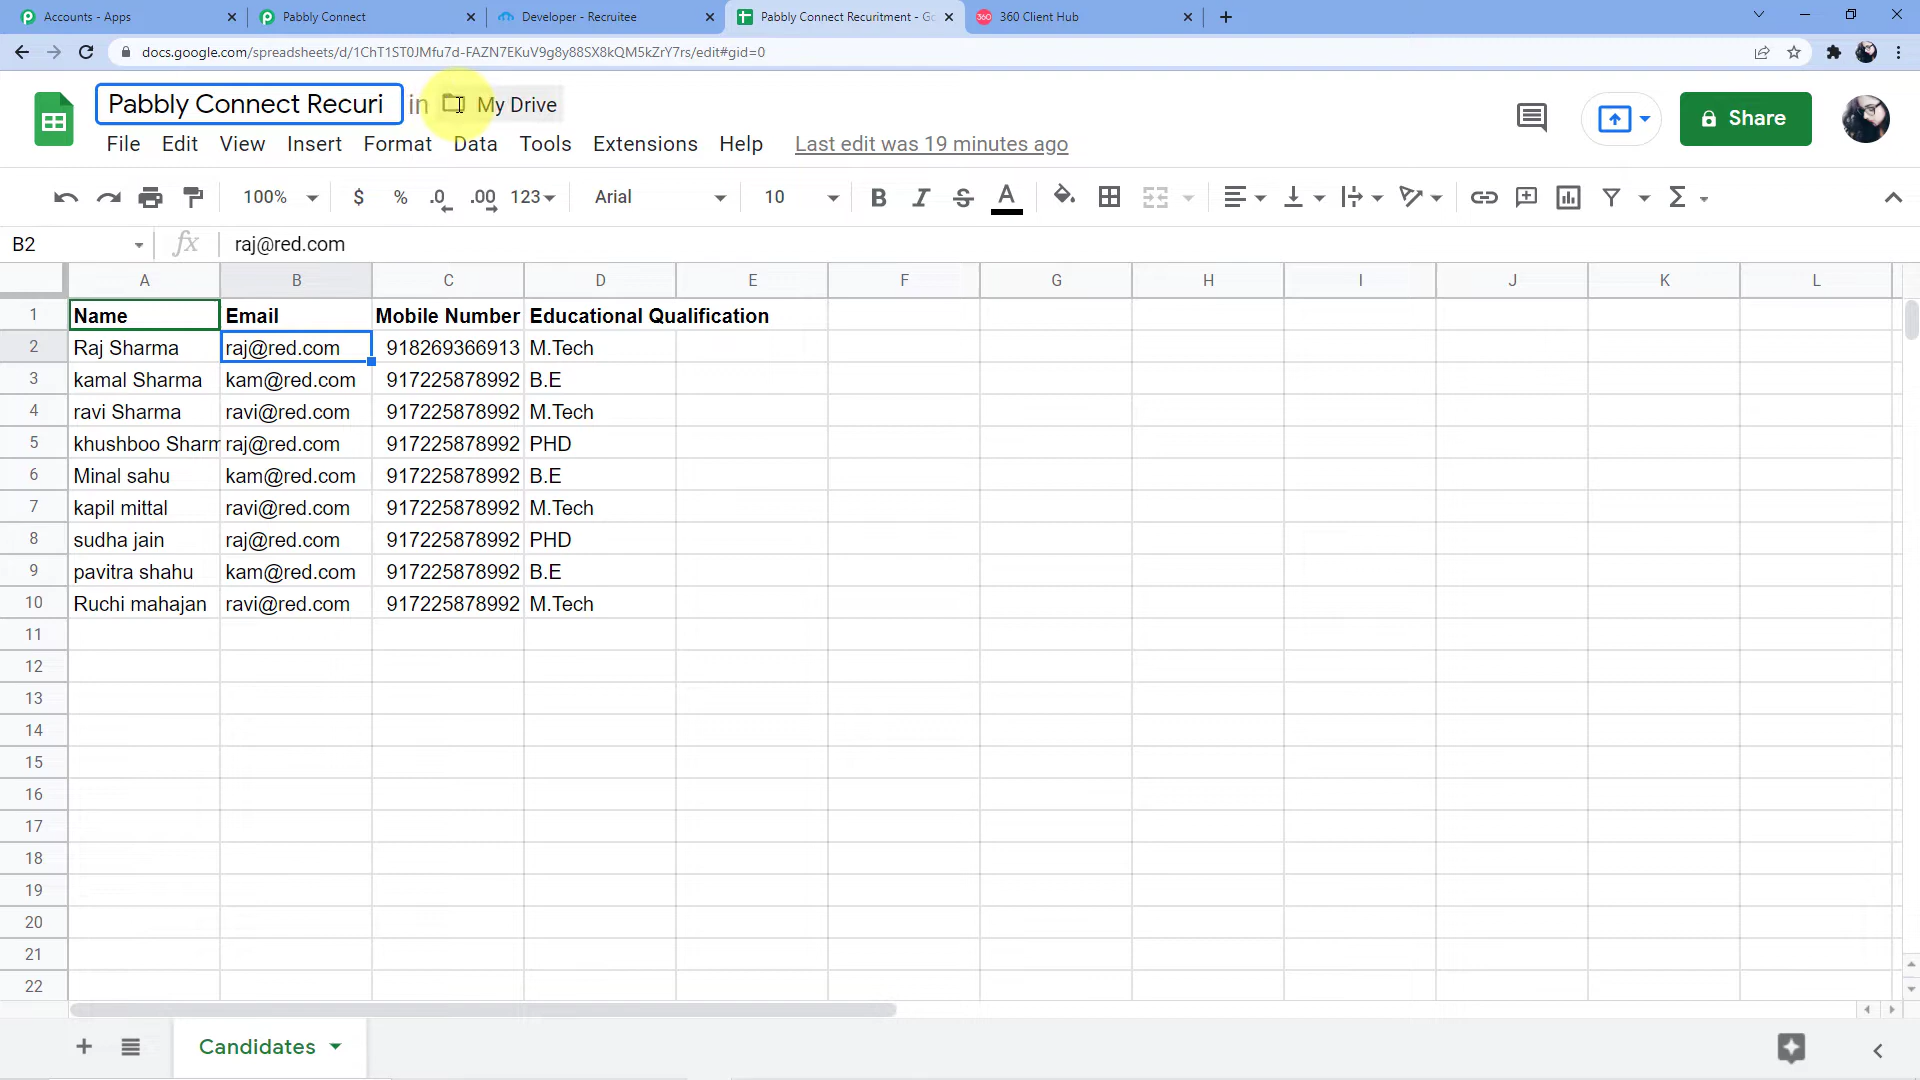 Accounts - Apps
Pabbly Connect
Developer - Recruitee
Pabbly Connect Recuritment - Go
360 Client Hub
docs.google.com/spreadsheets/d/1ChT1ST0JMfu7d-FAZN7EKuV9g8y88SX8kQM5kZrY7rs/edit#gid=0
Pabbly Connect Recuri in My Drive
File Edit View Insert Format Data Tools Extensions Help Last edit was 19 minutes ago
Share
100% $ % .0 .00 123 Arial 10 B I S A
B2 fx raj@red.com
A B C D E F G H I J K L
1 Name Email Mobile Number Educational Qualification
2 Raj Sharma raj@red.com 918269366913 M.Tech
3 kamal Sharma kam@red.com 917225878992 B.E
4 ravi Sharma ravi@red.com 917225878992 M.Tech
5 khushboo Sharm raj@red.com 917225878992 PHD
6 Minal sahu kam@red.com 917225878992 B.E
7 kapil mittal ravi@red.com 917225878992 M.Tech
8 sudha jain raj@red.com 917225878992 PHD
9 pavitra shahu kam@red.com 917225878992 B.E
10 Ruchi mahajan ravi@red.com 917225878992 M.Tech
11
12
13
14
15
16
17
18
19
20
21
22
Candidates